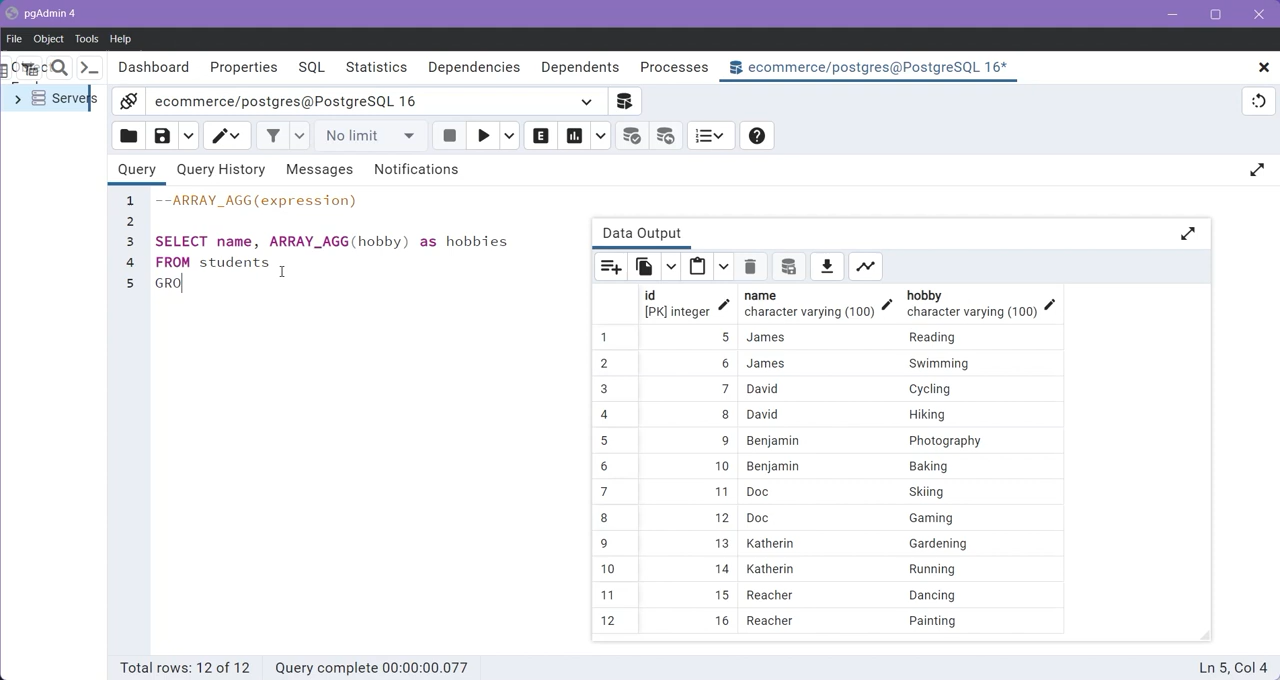 pgAdmin 4
File Object Tools Help
Dashboard Properties SQL Statistics Dependencies Dependents Processes ecommerce/postgres@PostgreSQL 16*
Servers
ecommerce/postgres@PostgreSQL 16
No limit
E
Query Query History Messages Notifications
1 --ARRAY_AGG(expression)
2
3 SELECT name, ARRAY_AGG(hobby) as hobbies
4 FROM students
5 GRO
Data Output
id name hobby
[PK] integer character varying (100) character varying (100)
1 5 James Reading
2 6 James Swimming
3 7 David Cycling
4 8 David Hiking
5 9 Benjamin Photography
6 10 Benjamin Baking
7 11 Doc Skiing
8 12 Doc Gaming
9 13 Katherin Gardening
10 14 Katherin Running
11 15 Reacher Dancing
12 16 Reacher Painting
Total rows: 12 of 12 Query complete 00:00:00.077 Ln 5, Col 4